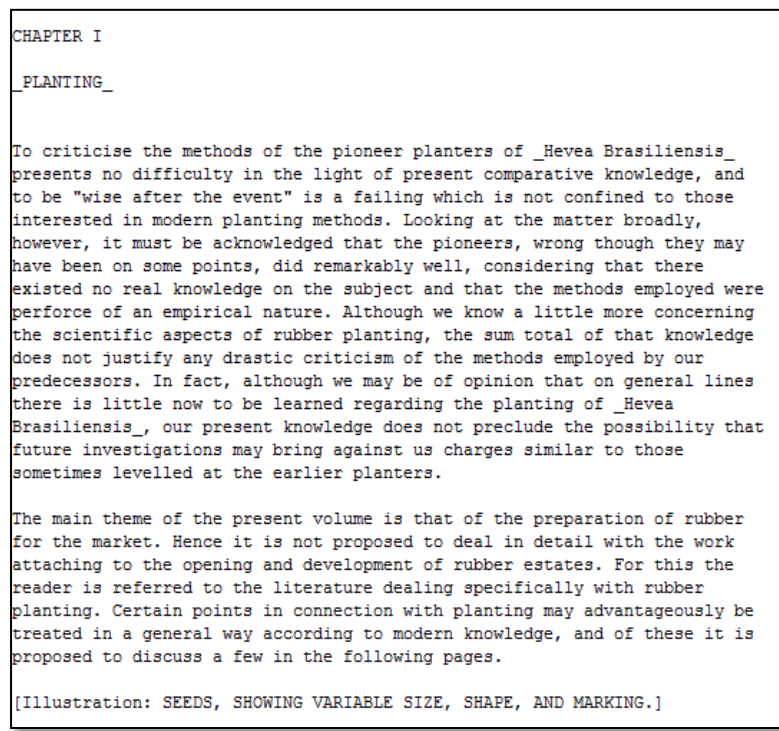 CHAPTER I
_PLANTING_
To criticise the methods of the pioneer planters of _Hevea Brasiliensis_
presents no difficulty in the light of present comparative knowledge, and
to be "wise after the event" is a failing which is not confined to those
interested in modern planting methods. Looking at the matter broadly,
however, it must be acknowledged that the pioneers, wrong though they may
have been on some points, did remarkably well, considering that there
existed no real knowledge on the subject and that the methods employed were
perforce of an empirical nature. Although we know a little more concerning
the scientific aspects of rubber planting, the sum total of that knowledge
does not justify any drastic criticism of the methods employed by our
predecessors. In fact, although we may be of opinion that on general lines
there is little now to be learned regarding the planting of _Hevea
Brasiliensis_, our present knowledge does not preclude the possibility that
future investigations may bring against us charges similar to those
sometimes levelled at the earlier planters.
The main theme of the present volume is that of the preparation of rubber
for the market. Hence it is not proposed to deal in detail with the work
attaching to the opening and development of rubber estates. For this the
reader is referred to the literature dealing specifically with rubber
planting. Certain points in connection with planting may advantageously be
treated in a general way according to modern knowledge, and of these it is
proposed to discuss a few in the following pages.
[Illustration: SEEDS, SHOWING VARIABLE SIZE, SHAPE, AND MARKING.]